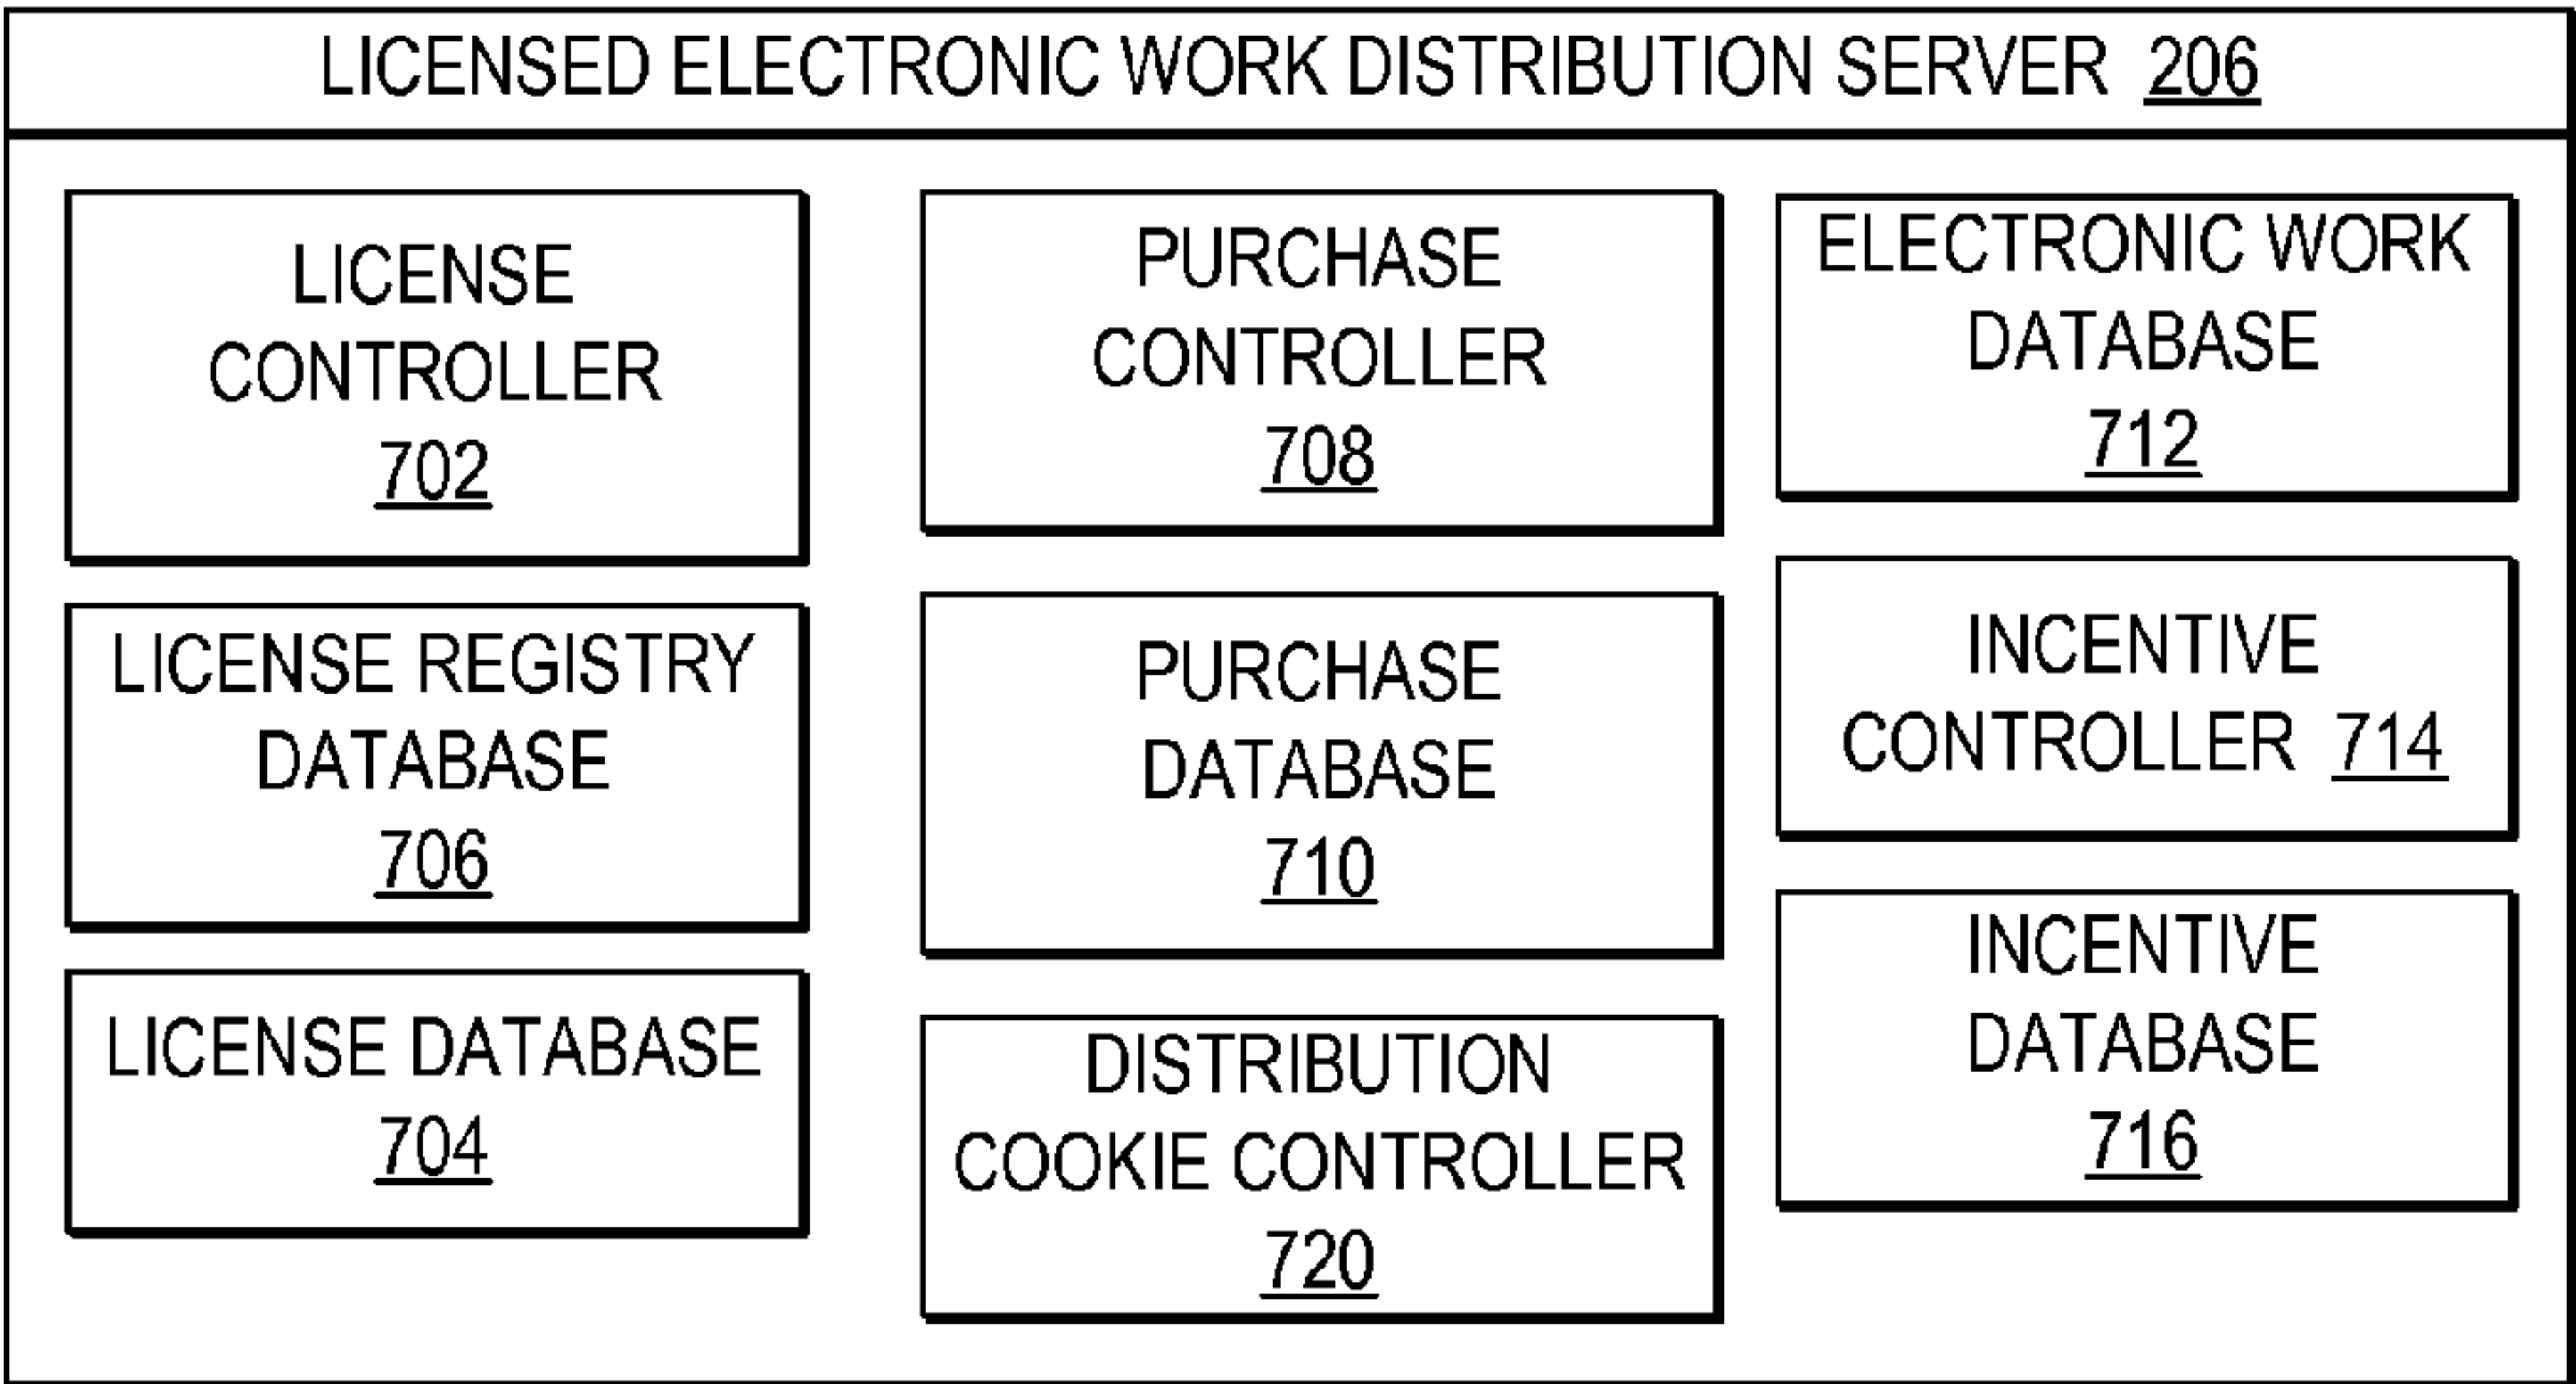 LICENSED ELECTRONIC WORK DISTRIBUTION SERVER 206
LICENSE
CONTROLLER
702
LICENSE REGISTRY
DATABASE
706
LICENSE DATABASE
704
PURCHASE
CONTROLLER
708
PURCHASE
DATABASE
710
DISTRIBUTION
COOKIE CONTROLLER
720
ELECTRONIC WORK
DATABASE
712
INCENTIVE
CONTROLLER 714
INCENTIVE
DATABASE
716